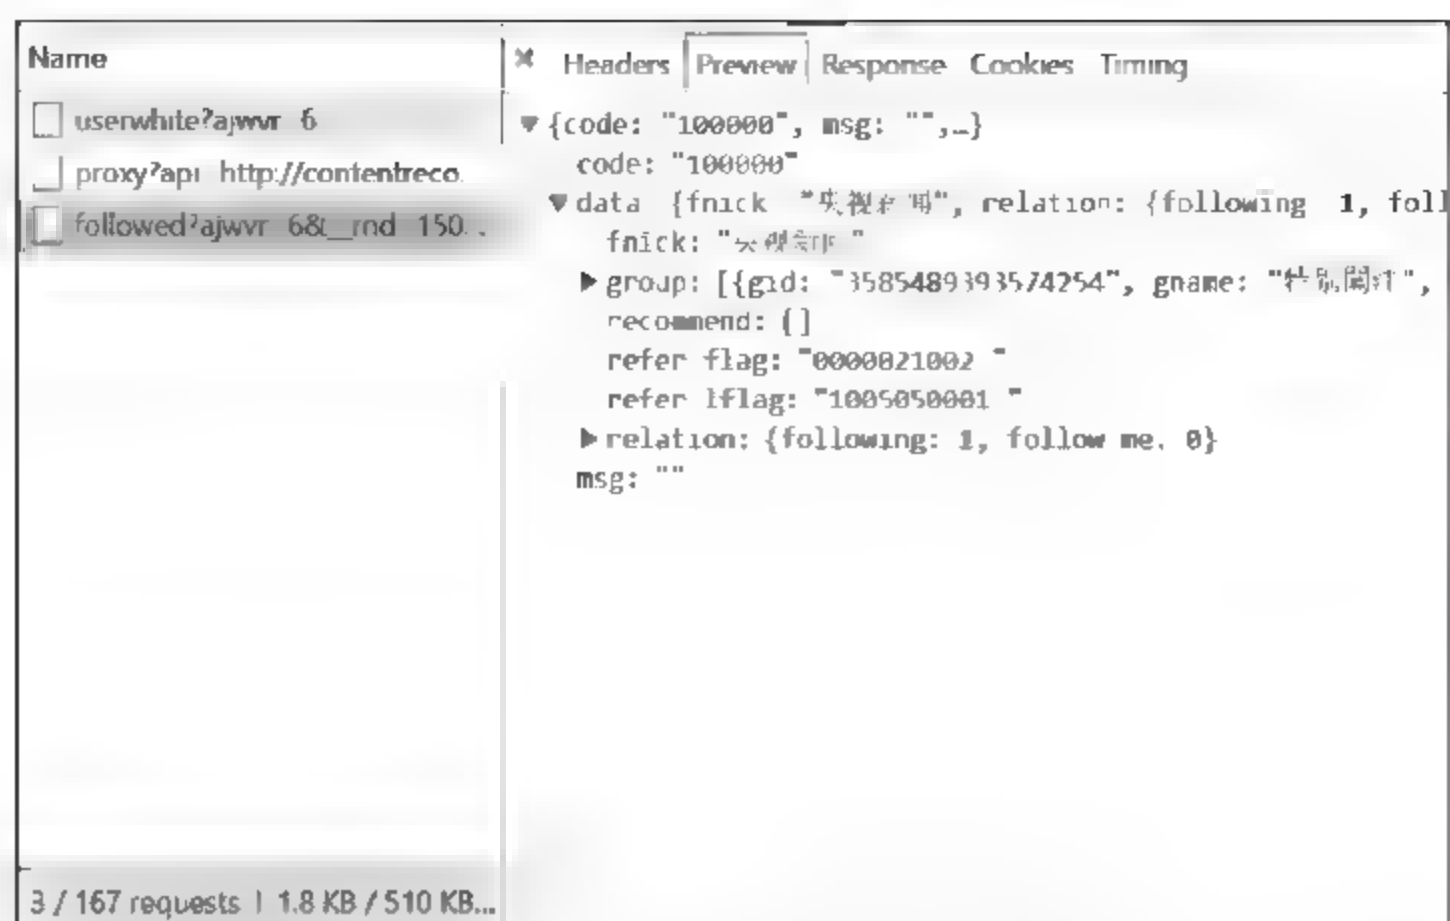 Name
userwhite?ajwvr 6
proxy?api http://contentreco.
followed?ajwvr 6&_rnd 150...
3 / 167 requests | 1.8 KB / 510 KB...
× Headers Preview Response Cookies Timing
▼ {code: "100000", msg: "",…}
code: "100000"
▼ data {fnick relation: {following 1, foll
fnick:
▶ group: [{gid: "3585489393574254", gname:
recommend: []
refer flag: "0000021002 "
refer lflag: "1005050001 "
▶ relation: {following: 1, follow me. 0}
msg: ""